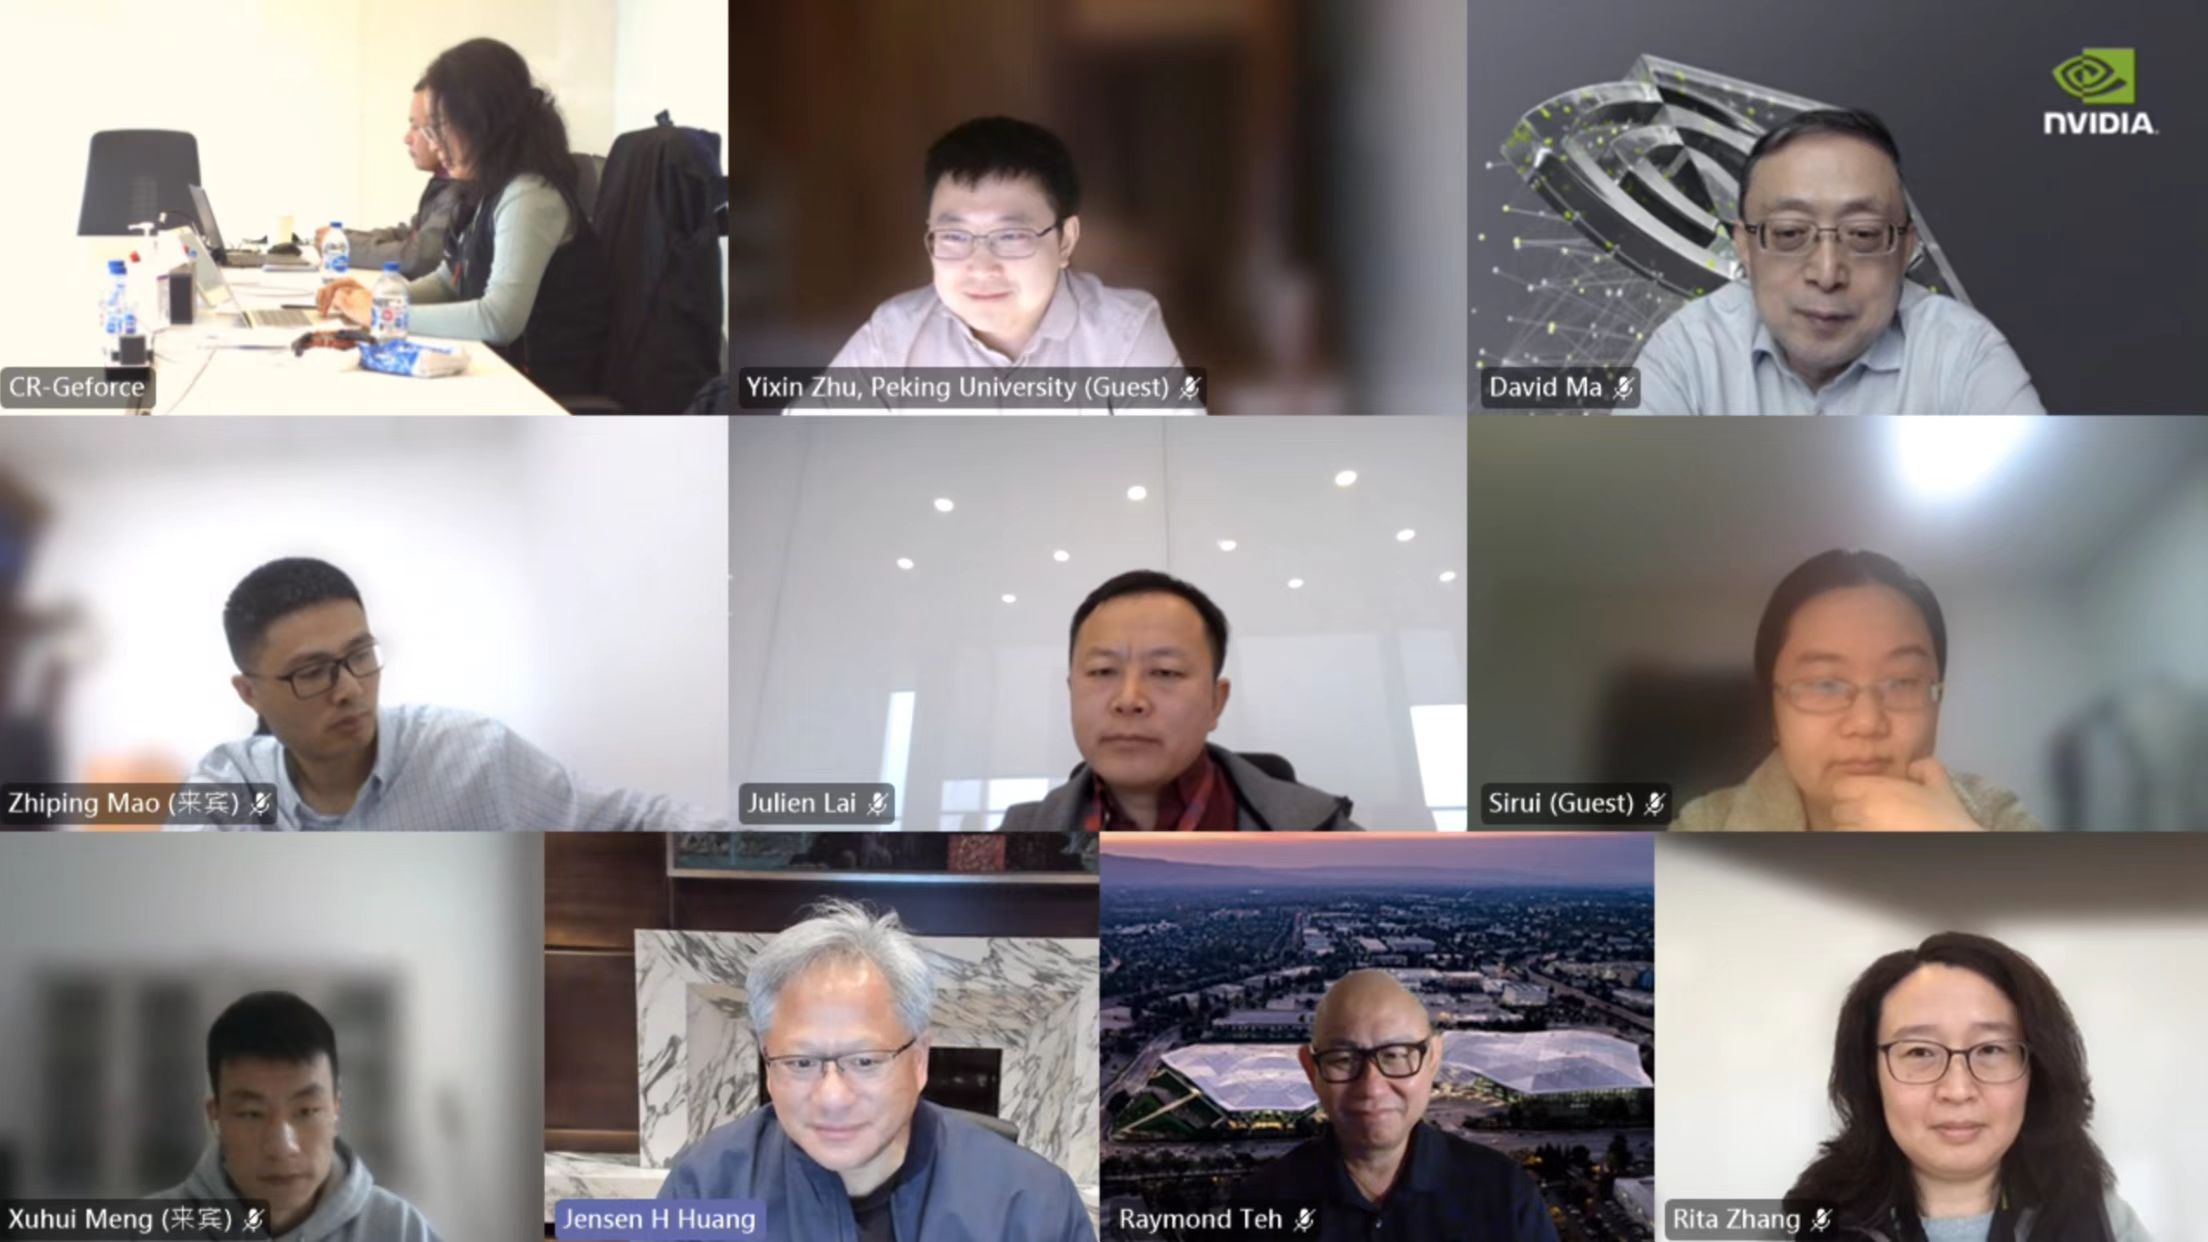 NVIDIA.
CR-Geforce
Yixin Zhu, Peking University (Guest)
David Ma
Zhiping Mao (来宾)
Julien Lai
Sirui (Guest)
Xuhui Meng (来宾)
Jensen H Huang
Raymond Teh
Rita Zhang